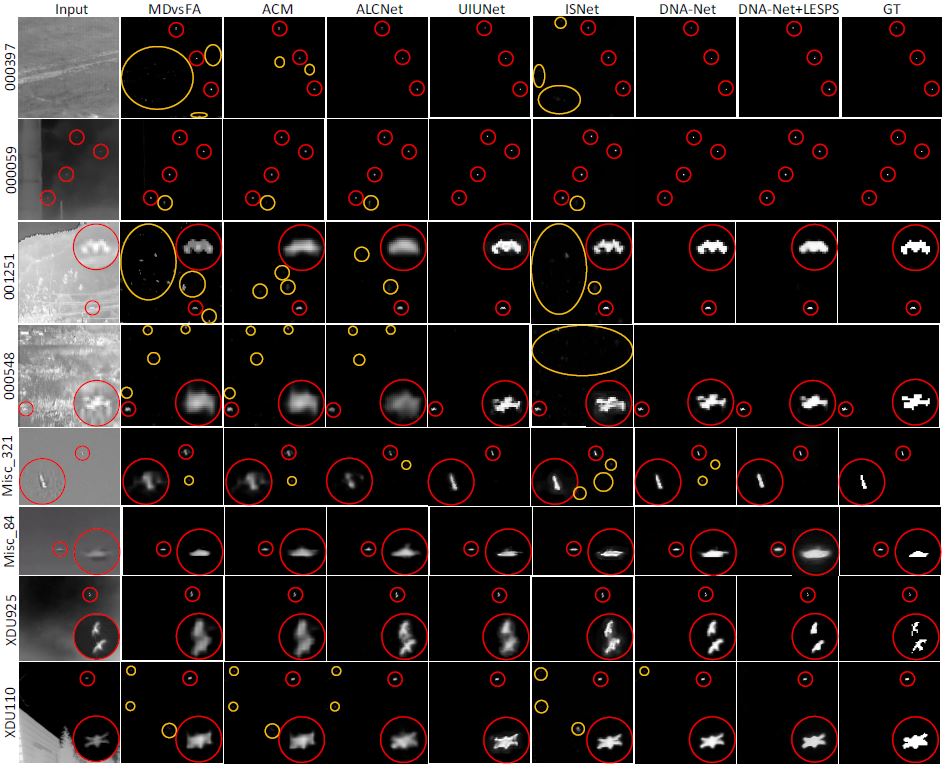 Input MDvsFA ACM ALCNet UIUNet ISNet DNA-Net DNA-Net+LESPS GT
000397
000059
001251
000548
Misc_321
Misc_84
XDU925
XDU110